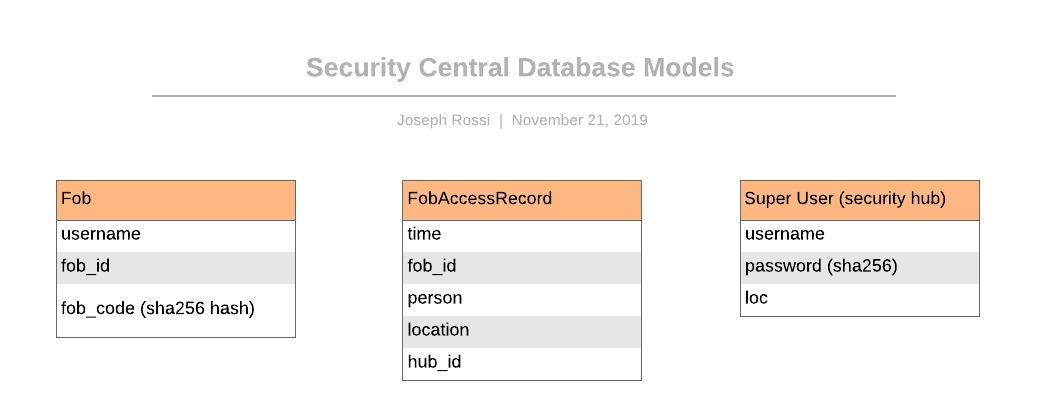 Security Central Database Models
Joseph Rossi | November 21, 2019
Fob
username
fob_id
fob_code (sha256 hash)
FobAccessRecord
time
fob_id
person
location
hub_id
Super User (security hub)
username
password (sha256)
loc